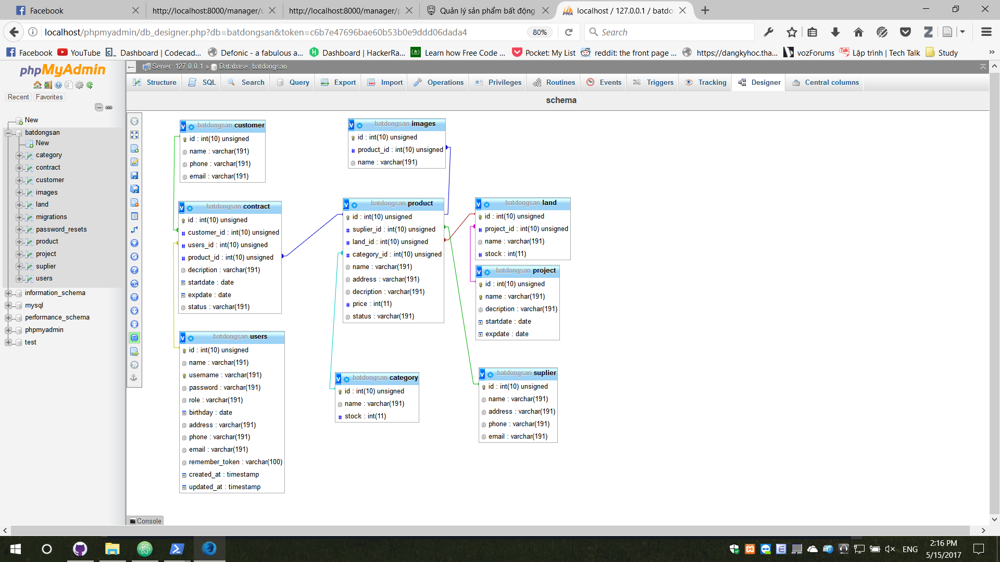 Facebook
http://localhost:8000/manager/u
http://localhost:8000/manager/p
Quản lý sản phẩm bất động
localhost / 127.0.0.1 / batdo
localhost/phpmyadmin/db_designer.php?db=batdongsan&token=c6b7e47696bae60b53b0e9ddd06dada4
80%
Search
Facebook
YouTube
Dashboard | Codecad...
Defonic - a fabulous a...
Dashboard | HackerRa...
Learn how Free Code ...
Pocket: My List
reddit: the front page ...
https://dangkyhoc.tha...
vozForums
Lập trình | Tech Talk
Study
phpMyAdmin
Recent
Favorites
New
batdongsan
New
category
contract
customer
images
land
migrations
password_resets
product
project
suplier
users
information_schema
mysql
performance_schema
phpmyadmin
test
Server: 127.0.0.1 » Database: batdongsan
Structure
SQL
Search
Query
Export
Import
Operations
Privileges
Routines
Events
Triggers
Tracking
Designer
Central columns
schema
batdongsan customer
id : int(10) unsigned
name : varchar(191)
phone : varchar(191)
email : varchar(191)
batdongsan images
id : int(10) unsigned
product_id : int(10) unsigned
name : varchar(191)
batdongsan contract
id : int(10) unsigned
customer_id : int(10) unsigned
users_id : int(10) unsigned
product_id : int(10) unsigned
decription : varchar(191)
startdate : date
expdate : date
status : varchar(191)
batdongsan product
id : int(10) unsigned
suplier_id : int(10) unsigned
land_id : int(10) unsigned
category_id : int(10) unsigned
name : varchar(191)
address : varchar(191)
decription : varchar(191)
price : int(11)
status : varchar(191)
batdongsan land
id : int(10) unsigned
project_id : int(10) unsigned
name : varchar(191)
stock : int(11)
batdongsan project
id : int(10) unsigned
name : varchar(191)
decription : varchar(191)
startdate : date
expdate : date
batdongsan users
id : int(10) unsigned
name : varchar(191)
username : varchar(191)
password : varchar(191)
role : varchar(191)
birthday : date
address : varchar(191)
phone : varchar(191)
email : varchar(191)
remember_token : varchar(100)
created_at : timestamp
updated_at : timestamp
batdongsan category
id : int(10) unsigned
name : varchar(191)
stock : int(11)
batdongsan suplier
id : int(10) unsigned
name : varchar(191)
address : varchar(191)
phone : varchar(191)
email : varchar(191)
Console
ENG
2:16 PM
5/15/2017